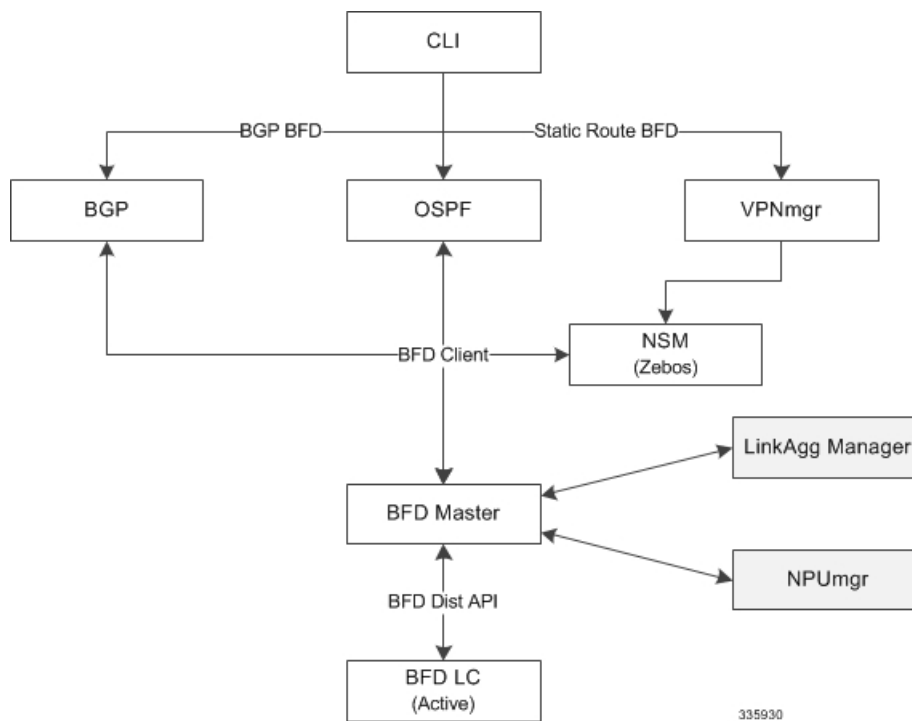 CLI
BGP BFD
Static Route BFD
BGP
OSPF
VPNmgr
NSM
(Zebos)
BFD Client
LinkAgg Manager
BFD Master
NPUmgr
BFD Dist API
BFD LC
(Active)
335930